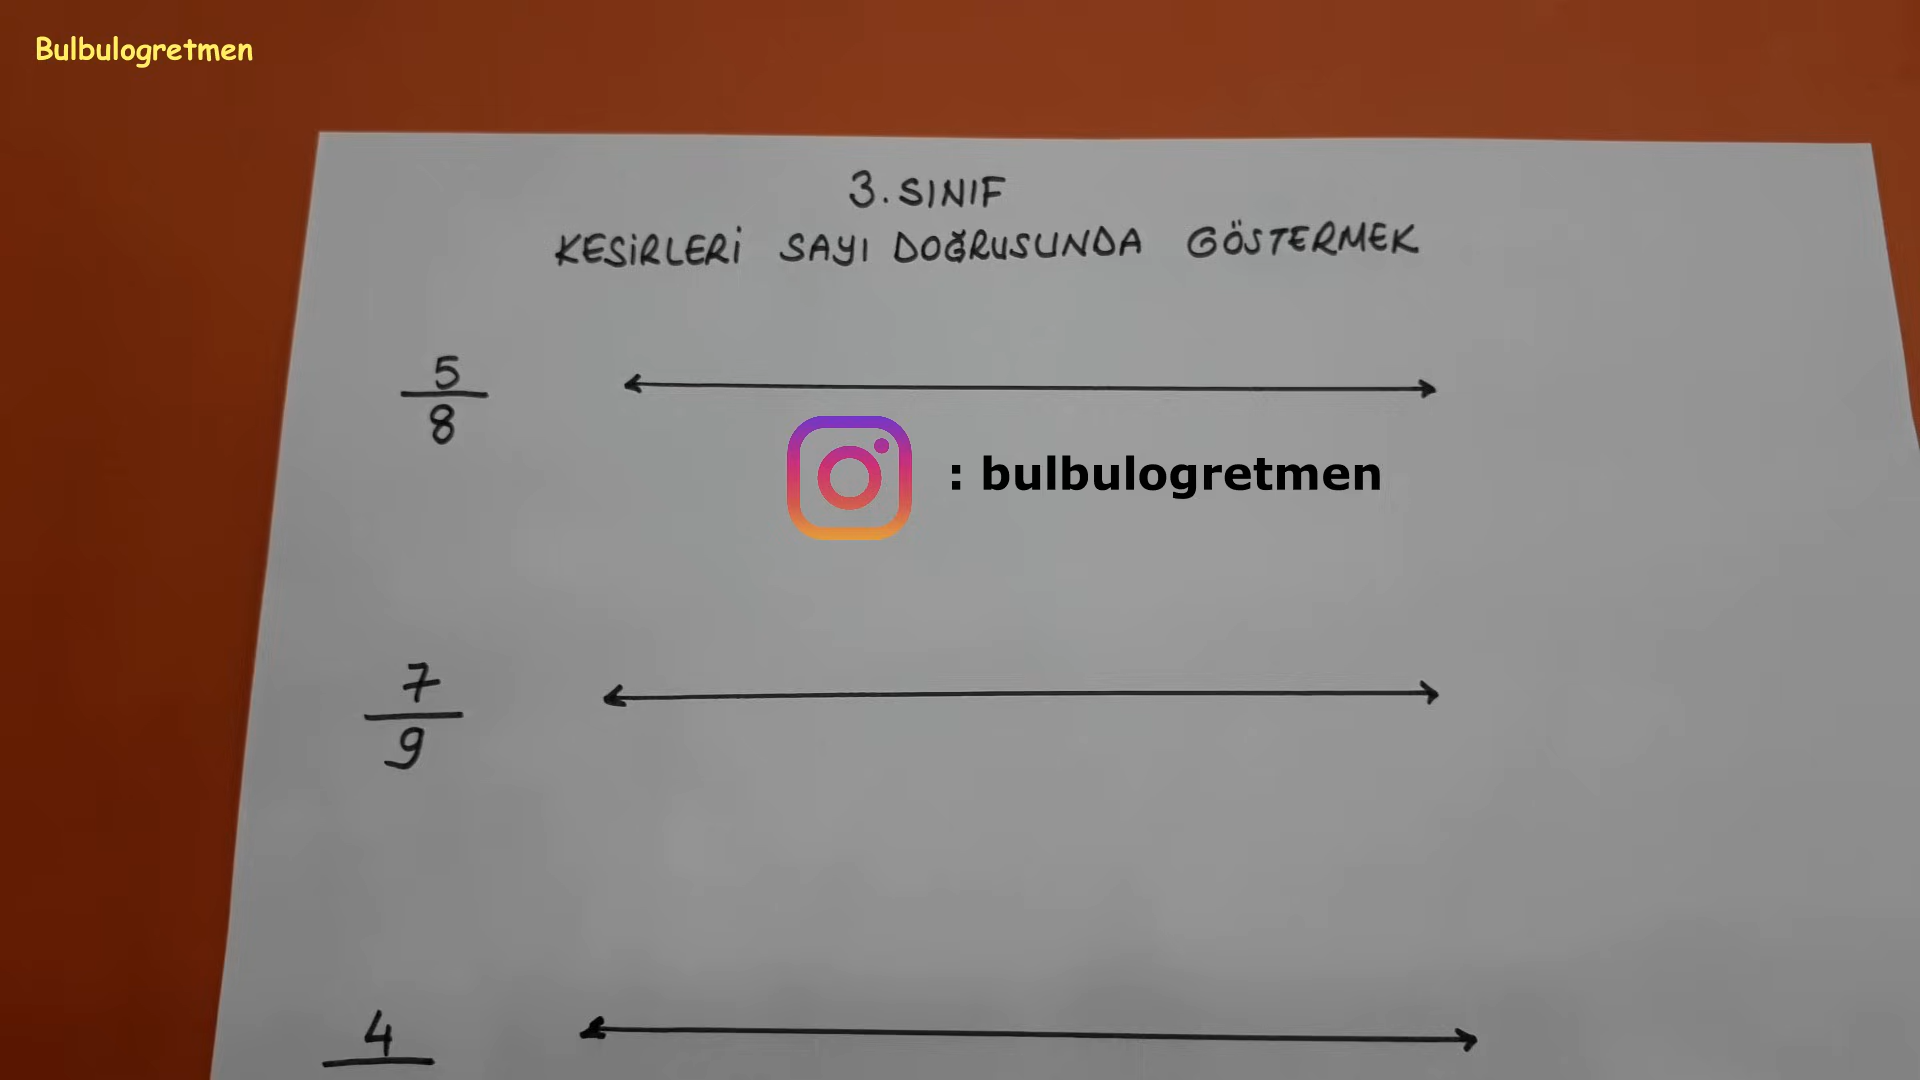 Bulbulogretmen
3. SINIF
KESİRLERİ SAYI DOĞRUSUNDA GÖSTERMEK
5
8
: bulbulogretmen
7
9
4